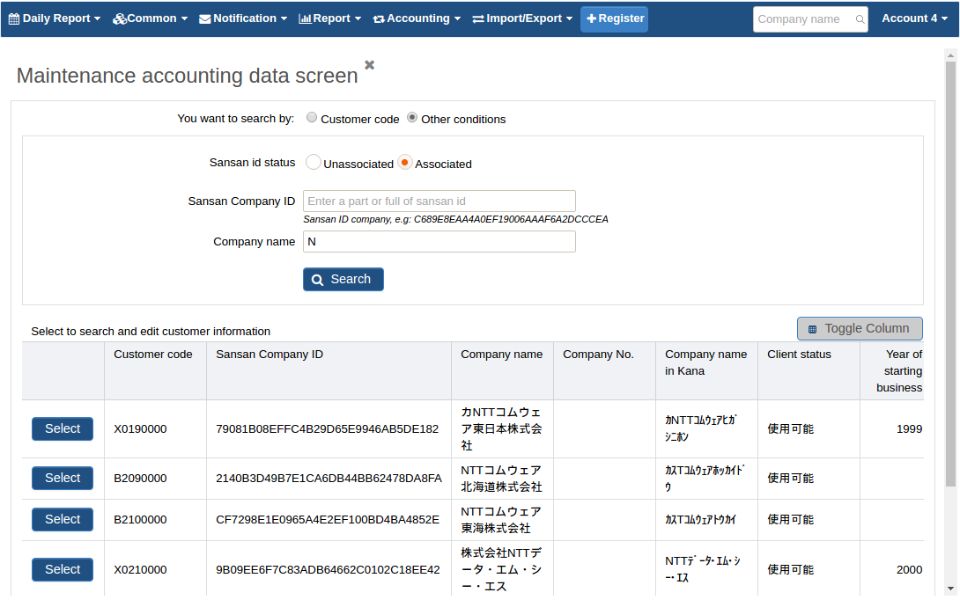 Daily Report Common Notification Report Accounting Import/Export Register Company name Account 4
Maintenance accounting data screen
You want to search by: Customer code Other conditions
Sansan id status Unassociated Associated
Sansan Company ID Enter a part or full of sansan id
Sansan ID company, e.g: C689E8EAA4A0EF19006AAAF6A2DCCCEA
Company name N
Search
Select to search and edit customer information Toggle Column
Customer code Sansan Company ID Company name Company No. Company name Client status Year of
in Kana starting
business
カNTTコムウェ
Select X0190000 79081B08EFFC4B29D65E9946AB5DE182 ア東日本株式会 ｶNTTｺﾑｳｪｱﾋｶﾞ 使用可能 1999
社 ｼﾆﾎﾝ
Select B2090000 2140B3D49B7E1CA6DB44BB62478DA8FA NTTコムウェア ｶｽTｺﾑｳｪｱﾎｯｶｲﾄﾞ 使用可能
北海道株式会社 ｳ
Select B2100000 CF7298E1E0965A4E2EF100BD4BA4852E NTTコムウェア ｶｽTｺﾑｳｪｱﾄｳｶｲ 使用可能
東海株式会社
株式会社NTTデ
Select X0210000 9B09EE6F7C83ADB64662C0102C18EE42 ータ・エム・シ NTTﾃﾞｰﾀ･ｴﾑ･ｼ 使用可能 2000
ー・エス ｰ･ｴｽ